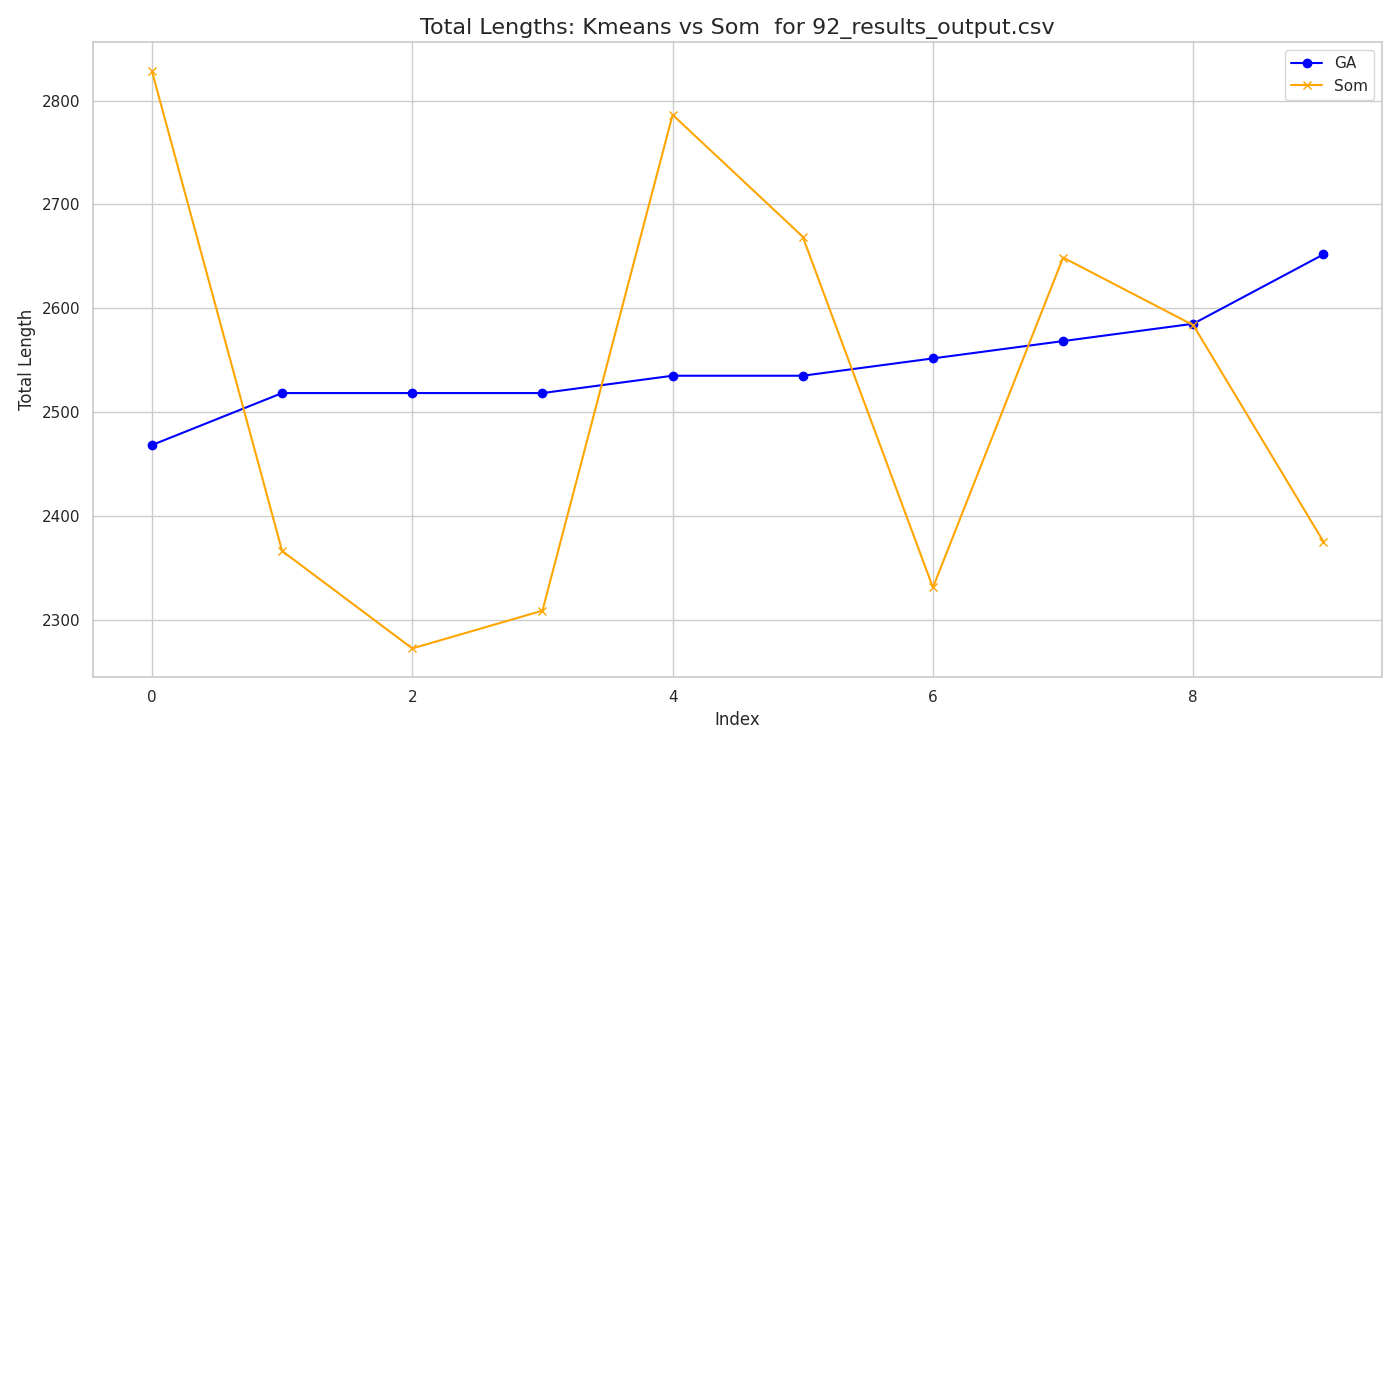 Total Lengths: Kmeans vs Som  for 92_results_output.csv
GA
Som
2800
2700
2600
2500
2400
2300
Total Length
0 2 4 6 8
Index